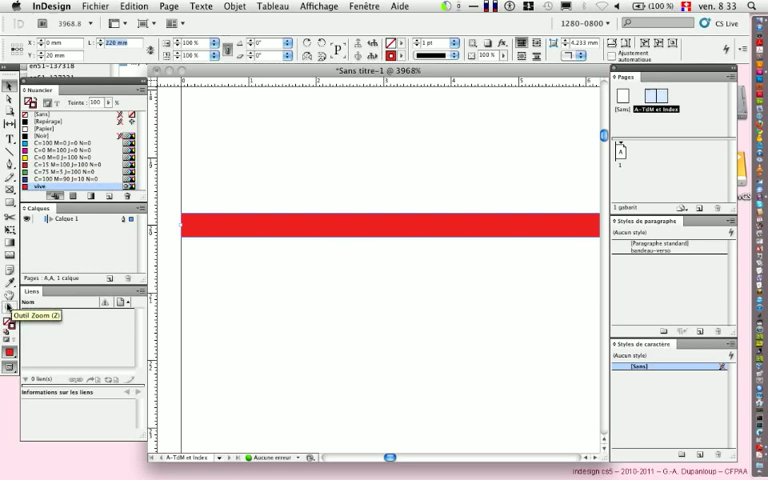 InDesign Fichier Edition Page Texte Objet Tableau Affichage Fenêtre Aide (100 %) ven. 8 33
3968.8 1280-0800 CS Live
X: 0 mm L: 220 mm 100 % 0° 1 pt 4.233 mm
Y: 20 mm 100 % 0° 100 % Ajustement automatique
en51-137318
*Sans titre-1 @ 3968%
Nuancier
Teinte : 100 %
[Sans]
[Repérage]
[Papier]
[Noir]
C=100 M=0 J=0 N=0
C=0 M=100 J=0 N=0
C=0 M=0 J=100 N=0
C=15 M=100 J=100 N=0
C=75 M=5 J=100 N=0
C=100 M=90 J=10 N=0
vive
Calques
Calque 1
Pages : A,A, 1 calque
Liens
Nom
Outil Zoom (Z)
0 lien(s)
Informations sur les liens
A-TdM et Index Aucune erreur
Pages
[Sans] A-TdM et Index
A
1
1 gabarit
Styles de paragraphe
(Aucun style)
[Paragraphe standard]
bandeau-verso
Styles de caractère
(Aucun style)
[Sans]
indesign cs5 – 2010-2011 – G.-A. Dupanloup – CFPAA